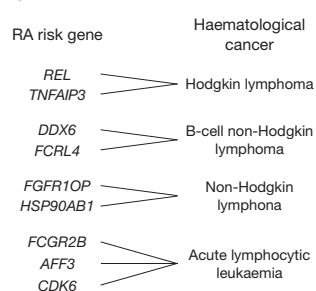 RA risk gene
Haematological
cancer
REL
TNFAIP3
Hodgkin lymphoma
DDX6
FCRL4
B-cell non-Hodgkin
lymphoma
FGFR1OP
HSP90AB1
Non-Hodgkin
lymphona
FCGR2B
AFF3
CDK6
Acute lymphocytic
leukaemia